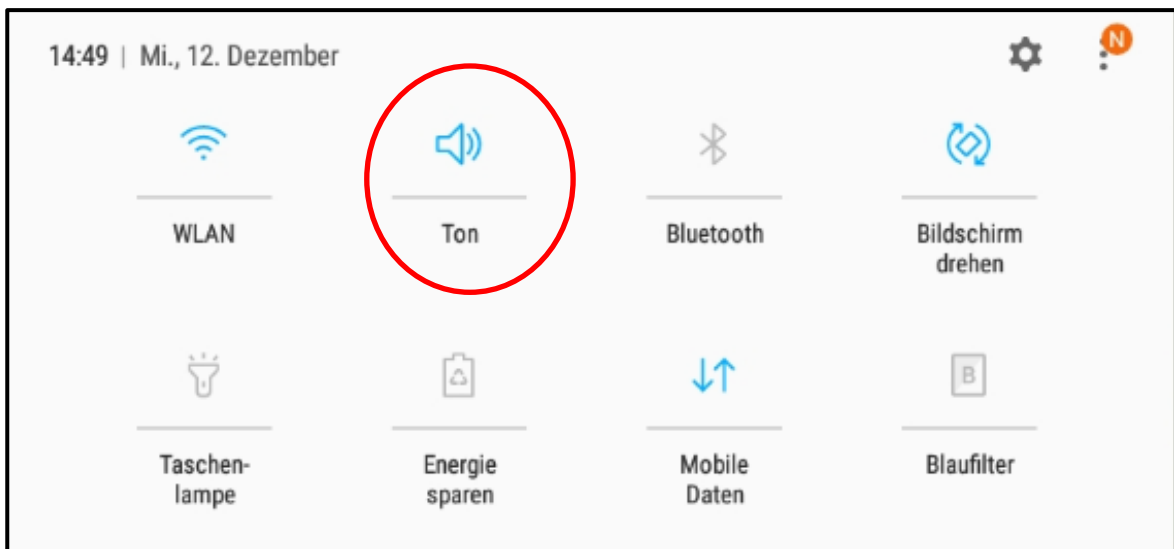 14:49 | Mi., 12. Dezember
N
WLAN
Ton
Bluetooth
Bildschirm
drehen
B
Taschen-
lampe
Energie
sparen
Mobile
Daten
Blaufilter